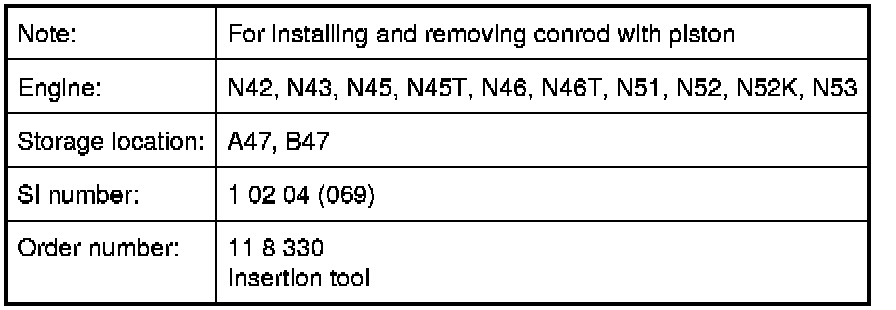 Note: For installing and removing conrod with piston
Engine: N42, N43, N45, N45T, N46, N46T, N51, N52, N52K, N53
Storage location: A47, B47
SI number: 1 02 04 (069)
Order number: 11 8 330
Insertion tool